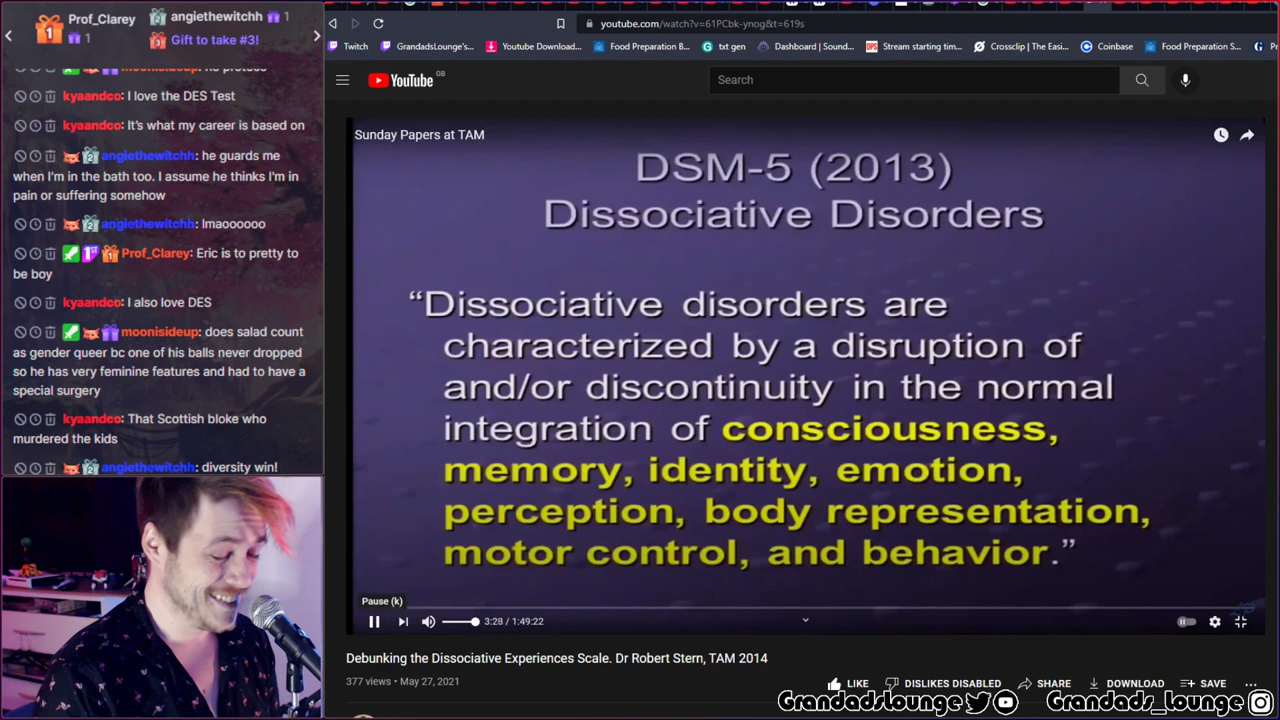 Prof_Clarey
1
angiethewitchh 1
Gift to take #3!
kyaandco: I love the DES Test
kyaandco: It's what my career is based on
angiethewitchh: he guards me
when I'm in the bath too. I assume he thinks I'm in
pain or suffering somehow
angiethewitchh: lmaoooooo
Prof_Clarey: Eric is to pretty to
be boy
kyaandco: I also love DES
moonisideup: does salad count
as gender queer bc one of his balls never dropped
so he has very feminine features and had to have a
special surgery
kyaandco: That Scottish bloke who
murdered the kids
angiethewitchh: diversity win!
youtube.com/watch?v=61PCbk-ynog&t=619s
Twitch
GrandadsLounge's...
Youtube Download...
Food Preparation B...
txt gen
Dashboard | Sound...
Stream starting tim...
Crossclip | The Easi...
Coinbase
Food Preparation S...
YouTube GB
Search
Sunday Papers at TAM
DSM-5 (2013)
Dissociative Disorders
“Dissociative disorders are
characterized by a disruption of
and/or discontinuity in the normal
integration of consciousness,
memory, identity, emotion,
perception, body representation,
motor control, and behavior.”
Pause (k)
3:28 / 1:49:22
Debunking the Dissociative Experiences Scale. Dr Robert Stern, TAM 2014
377 views • May 27, 2021
LIKE
DISLIKES DISABLED
SHARE
DOWNLOAD
SAVE
Grandadslounge
Grandads_lounge